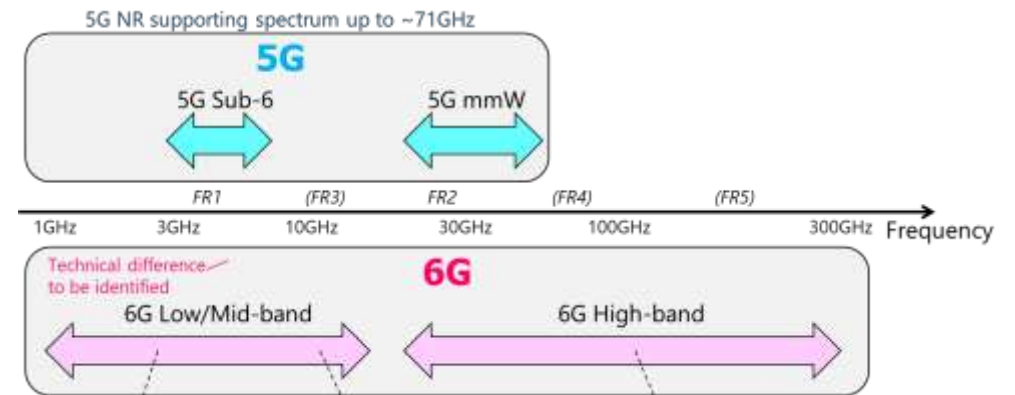 5G NR supporting spectrum up to ~71GHz
5G
5G Sub-6 5G mmW
FR1 (FR3) FR2 (FR4) (FR5)
1GHz 3GHz 10GHz 30GHz 100GHz 300GHz Frequency
Technical difference
to be identified
6G
6G Low/Mid-band 6G High-band